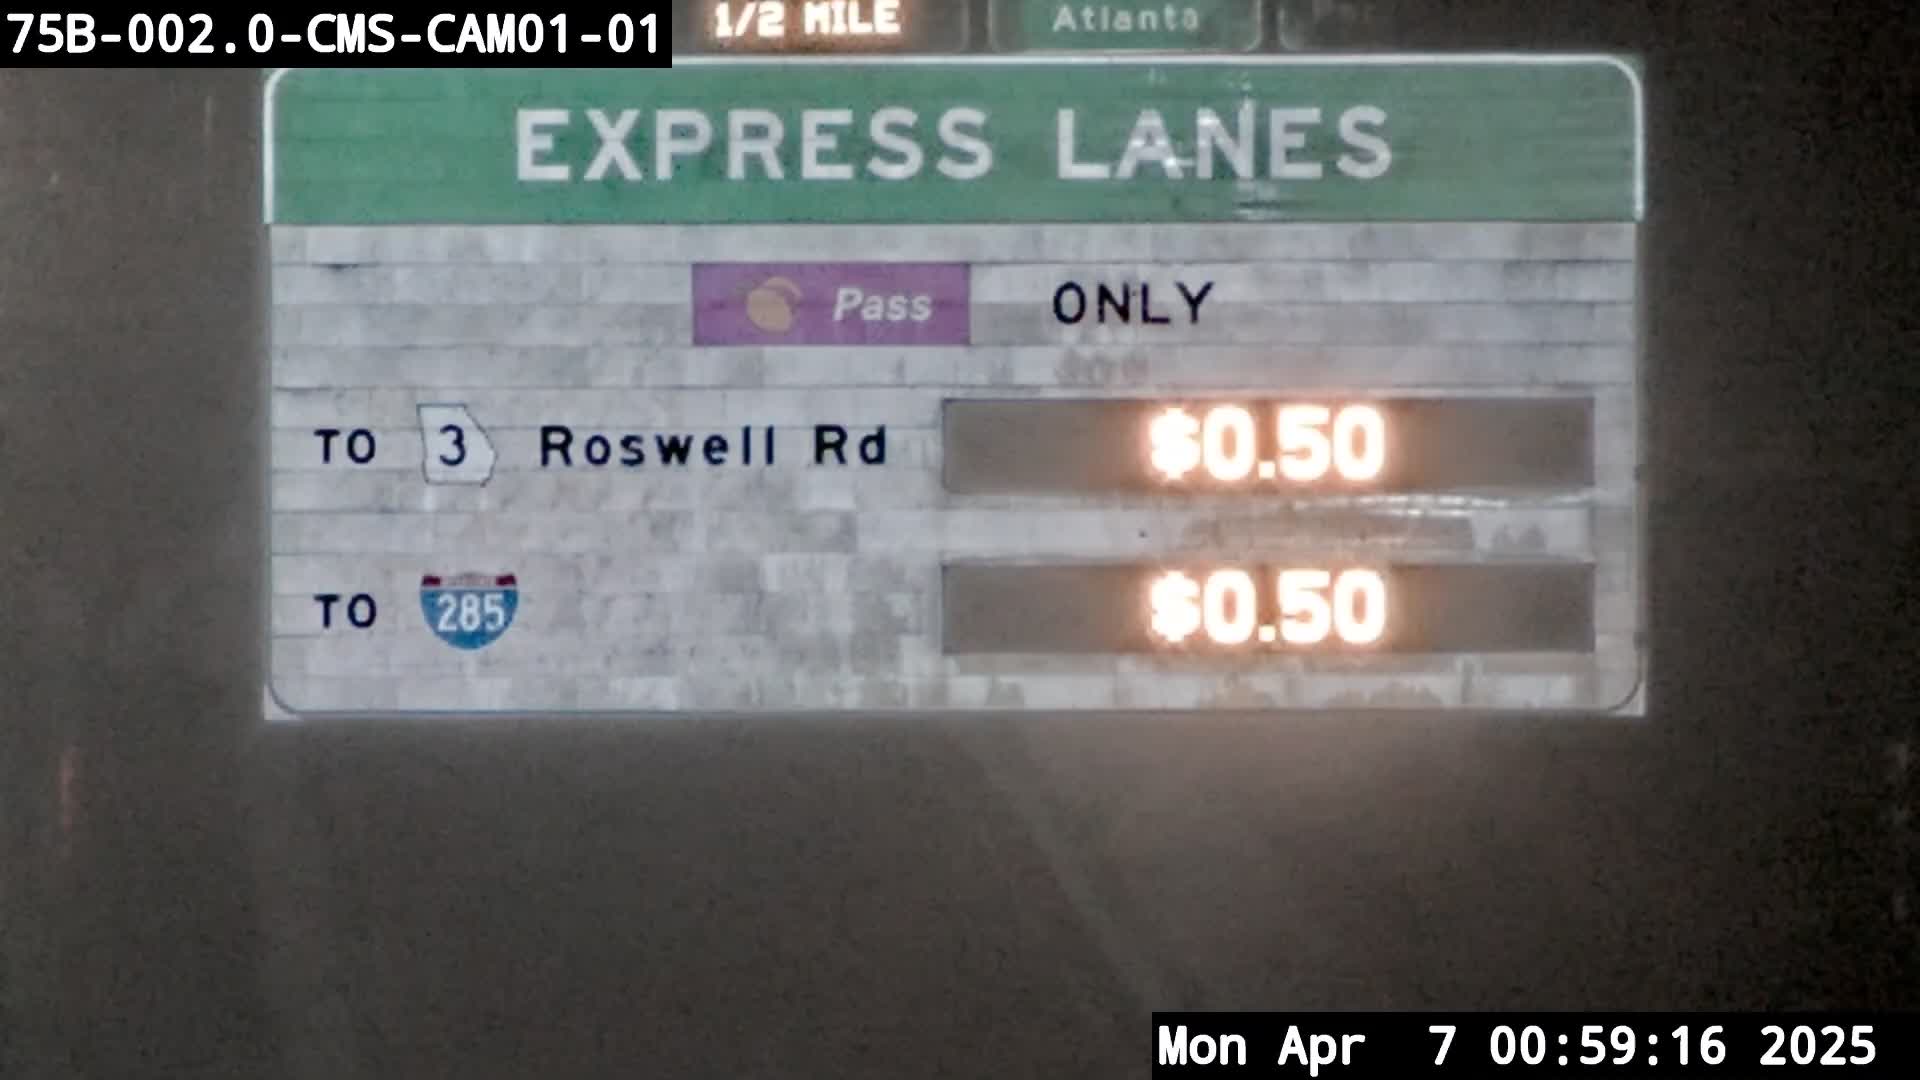 75B-002.0-CMS-CAM01-01
1/2 MILE
Atlanta
EXPRESS LANES
Pass ONLY
TO 3 Roswell Rd $0.50
TO 285 $0.50
Mon Apr 7 00:59:16 2025